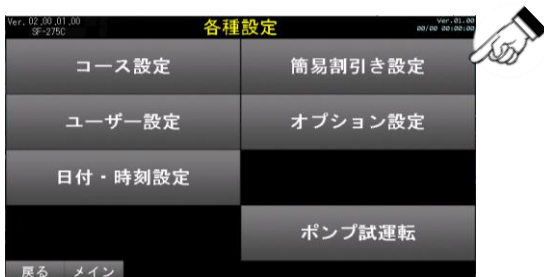 Ver. 02 .00 .01 .00
SF-275C
各種設定
Ver.01.00
00/00 00:00:00
コース設定
簡易割引き設定
ユーザー設定
オプション設定
日付・時刻設定
ポンプ試運転
戻る
メイン